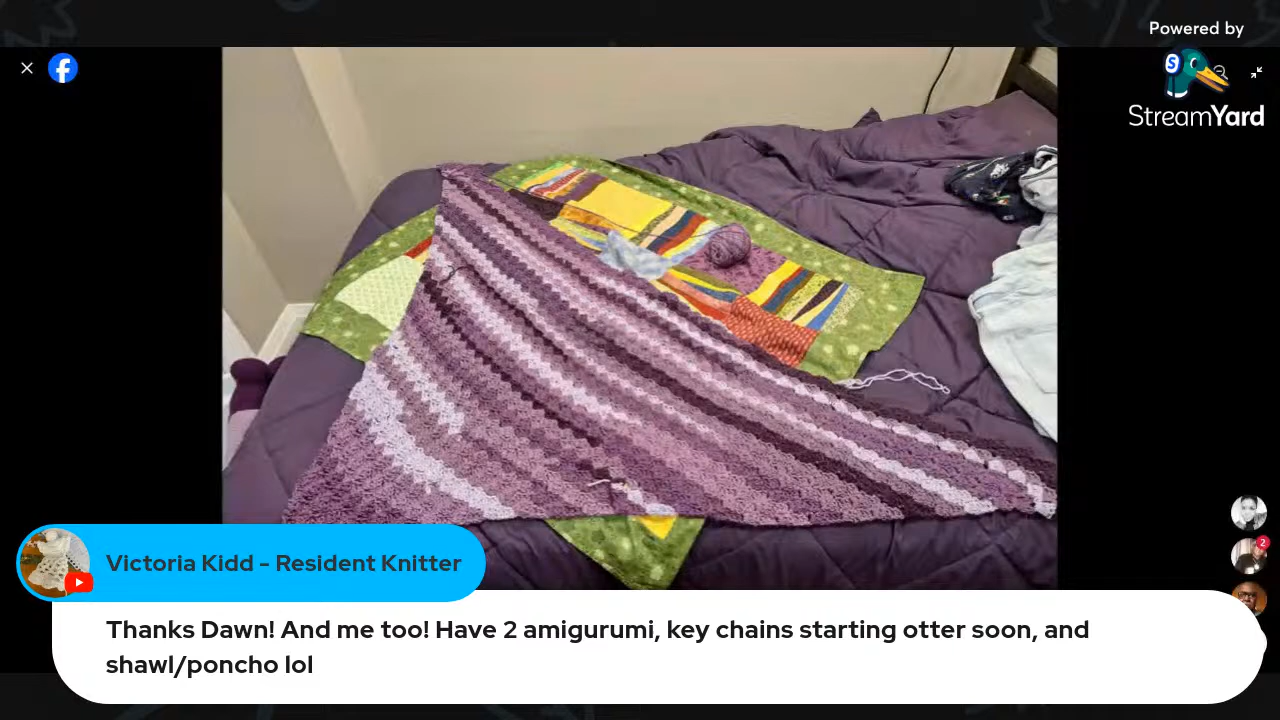 Powered by
StreamYard
2
Victoria Kidd - Resident Knitter
Thanks Dawn! And me too! Have 2 amigurumi, key chains starting otter soon, and
shawl/poncho lol